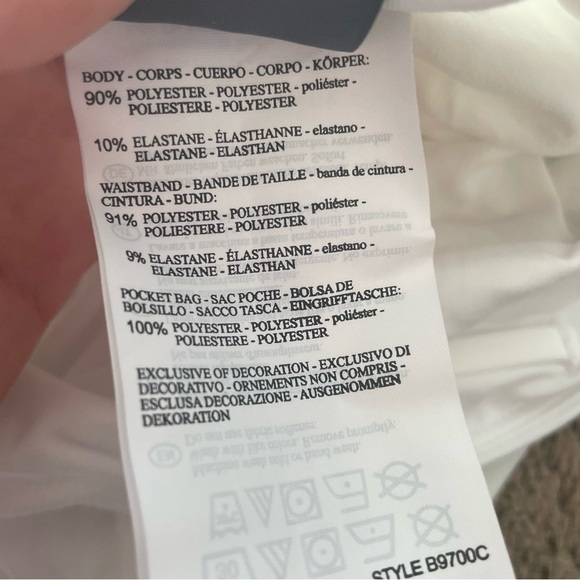 BODY - CORPS - CUERPO - CORPO - KÖRPER:
90% POLYESTER - POLYESTER - poliéster -
POLIESTERE - POLYESTER
10% ELASTANE - ÉLASTHANNE - elastano -
ELASTANE - ELASTHAN
WAISTBAND - BANDE DE TAILLE - banda de cintura -
CINTURA - BUND:
91% POLYESTER - POLYESTER - poliéster -
POLIESTERE - POLYESTER
9% ELASTANE - ÉLASTHANNE - elastano -
ELASTANE - ELASTHAN
POCKET BAG - SAC POCHE - BOLSA DE
BOLSILLO - SACCO TASCA - EINGRIFFTASCHE:
100% POLYESTER - POLYESTER - poliéster -
POLIESTERE - POLYESTER
EXCLUSIVE OF DECORATION - EXCLUSIVO DI
DECORATIVO - ORNEMENTS NON COMPRIS -
ESCLUSA DECORAZIONE - AUSGENOMMEN
DEKORATION
STYLE B9700C